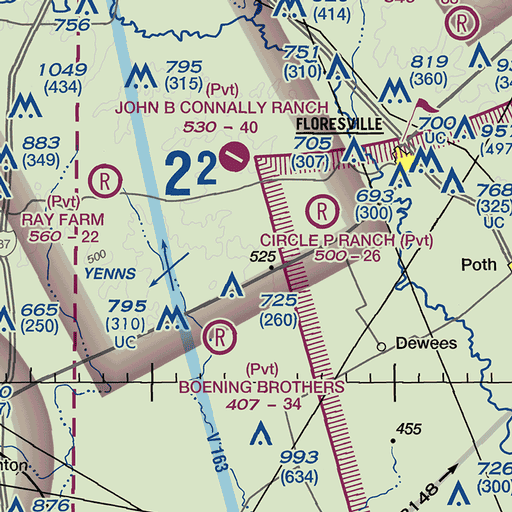 756
(414)
751
(310)
R
1049
(434)
795
(315)
(Pvt)
JOHN B CONNALLY RANCH
530 - 40
819
(360)
FLORESVILLE
700
UC
883
(349)
22
705
(307)
R
(Pvt)
RAY FARM
560 - 22
R
693
(300)
768
(325)
UC
CIRCLE P RANCH (Pvt)
500 - 26
500
YENNS
525
Poth
665
(250)
795
(310)
UC
725
(260)
R
Dewees
(Pvt)
BOENING BROTHERS
407 - 34
V 163
455
993
(634)
726
(300)
876